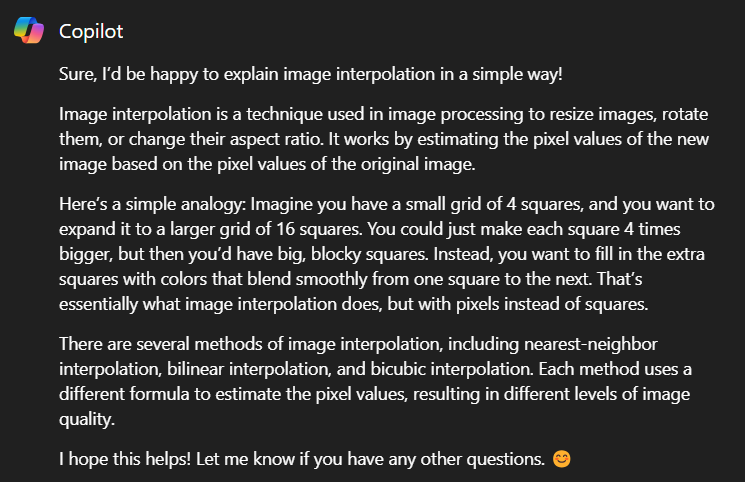 Copilot
Sure, I'd be happy to explain image interpolation in a simple way!
Image interpolation is a technique used in image processing to resize images, rotate
them, or change their aspect ratio. It works by estimating the pixel values of the new
image based on the pixel values of the original image.
Here's a simple analogy: Imagine you have a small grid of 4 squares, and you want to
expand it to a larger grid of 16 squares. You could just make each square 4 times
bigger, but then you'd have big, blocky squares. Instead, you want to fill in the extra
squares with colors that blend smoothly from one square to the next. That's
essentially what image interpolation does, but with pixels instead of squares.
There are several methods of image interpolation, including nearest-neighbor
interpolation, bilinear interpolation, and bicubic interpolation. Each method uses a
different formula to estimate the pixel values, resulting in different levels of image
quality.
I hope this helps! Let me know if you have any other questions. 😊